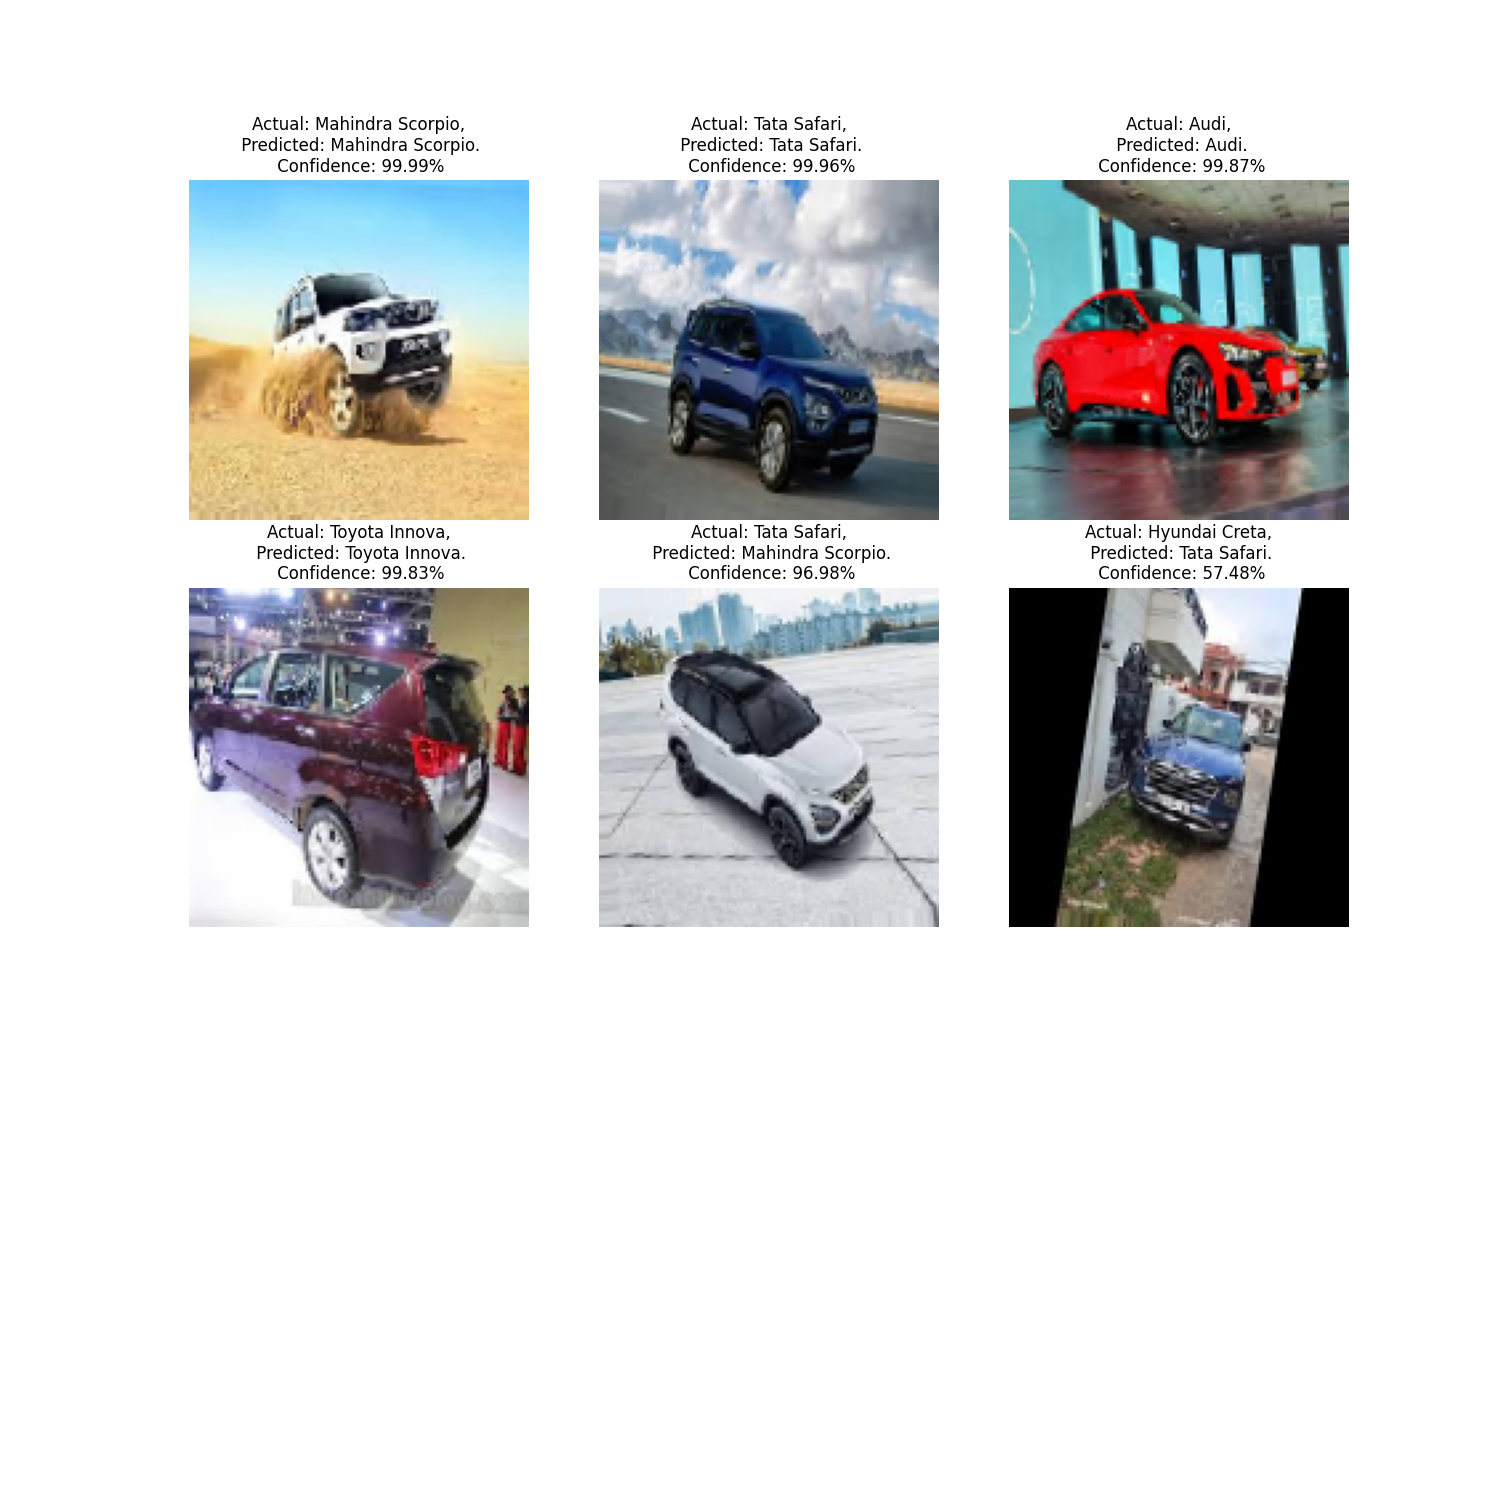 Actual: Mahindra Scorpio,
Predicted: Mahindra Scorpio.
Confidence: 99.99%
Actual: Tata Safari,
Predicted: Tata Safari.
Confidence: 99.96%
Actual: Audi,
Predicted: Audi.
Confidence: 99.87%
Actual: Toyota Innova,
Predicted: Toyota Innova.
Confidence: 99.83%
Actual: Tata Safari,
Predicted: Mahindra Scorpio.
Confidence: 96.98%
Actual: Hyundai Creta,
Predicted: Tata Safari.
Confidence: 57.48%